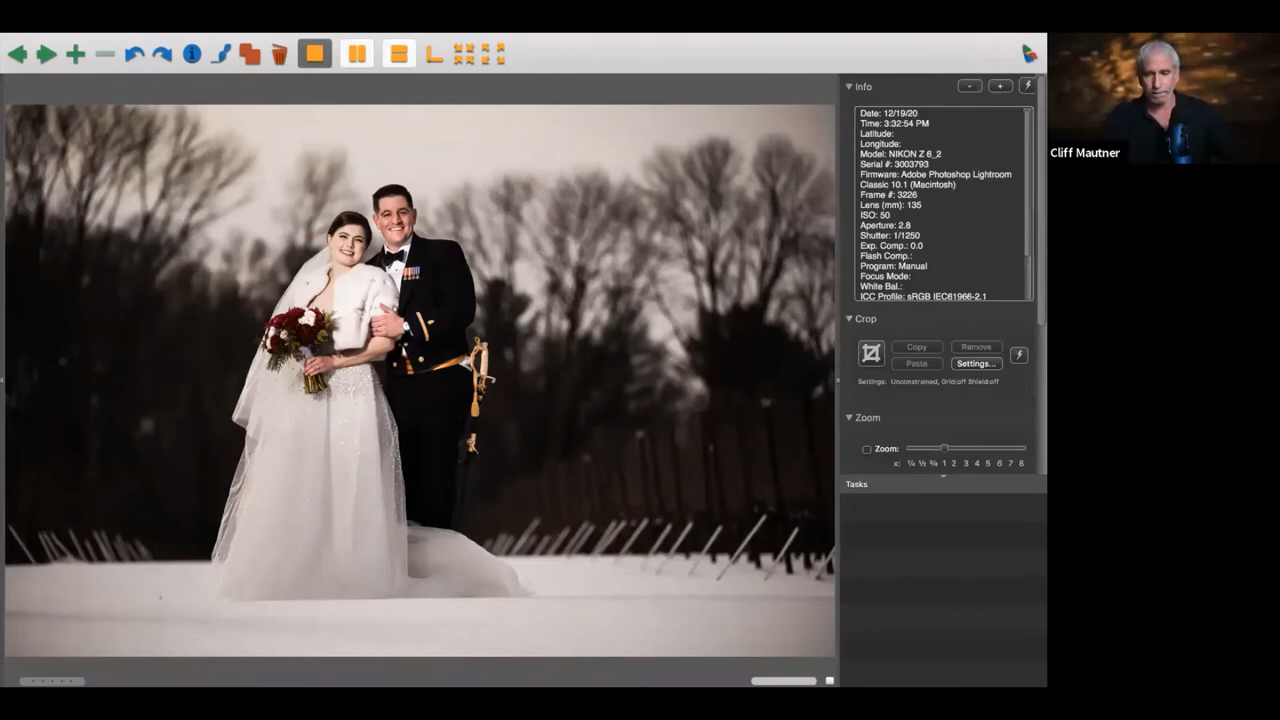 Info
- +
Date: 12/19/20
Time: 3:32:54 PM
Latitude:
Longitude:
Model: NIKON Z 6_2
Serial #: 3003793
Firmware: Adobe Photoshop Lightroom
Classic 10.1 (Macintosh)
Frame #: 3226
Lens (mm): 135
ISO: 50
Aperture: 2.8
Shutter: 1/1250
Exp. Comp.: 0.0
Flash Comp.:
Program: Manual
Focus Mode:
White Bal.:
ICC Profile: sRGB IEC61966-2.1
Crop
Copy Remove
Paste Settings...
Settings: Unconstrained, Grid:off Shield:off
Zoom
Zoom:
x: ¼ ½ ¾ 1 2 3 4 5 6 7 8
Tasks
Cliff Mautner